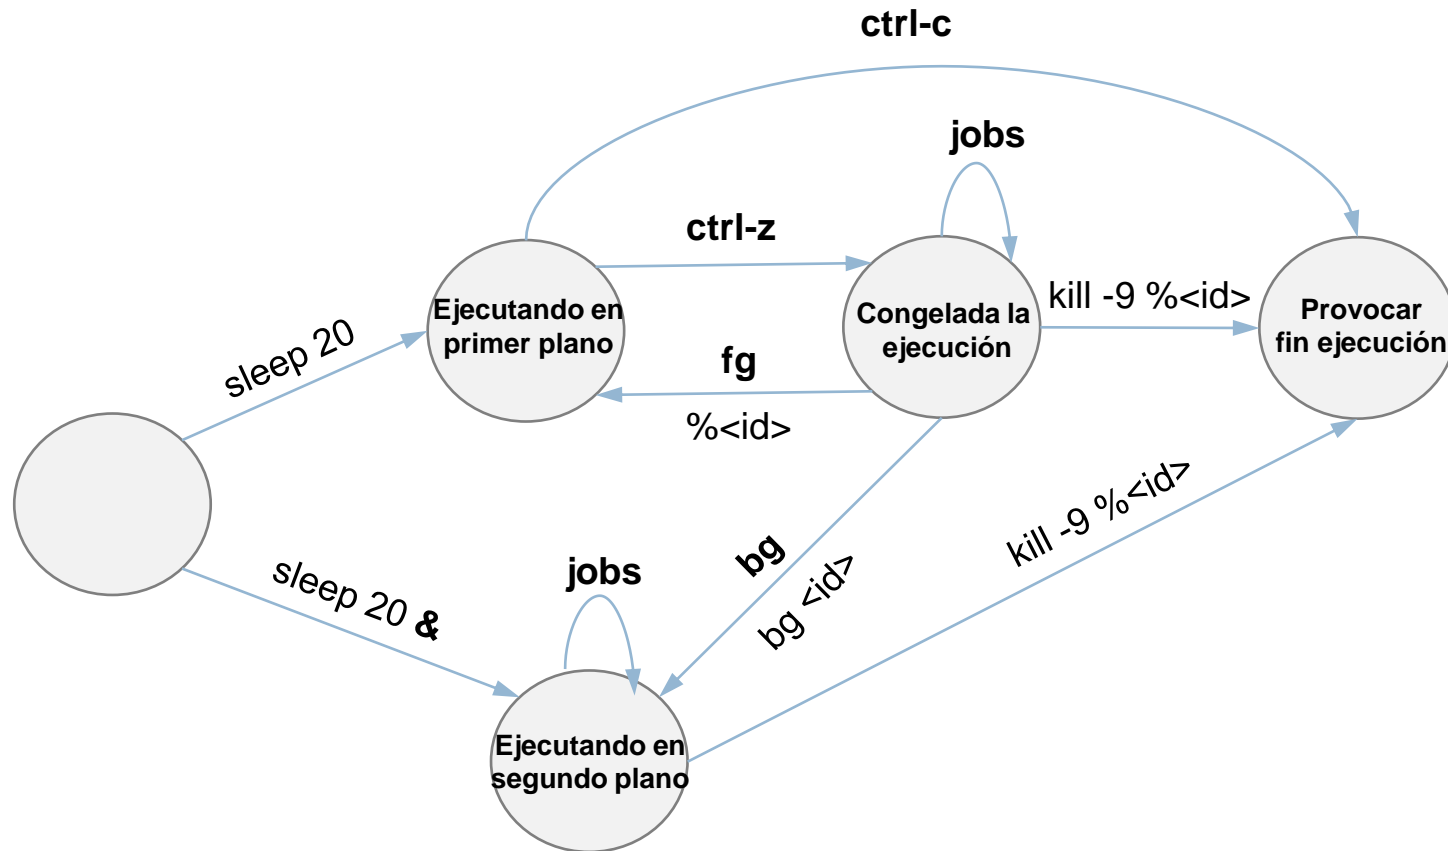 ctrl-c
jobs
ctrl-z
Ejecutando en
primer plano
Congelada la
ejecución
kill -9 %<id>
Provocar
fin ejecución
sleep 20
fg
%<id>
kill -9 %<id>
bg
bg <id>
sleep 20 &
jobs
Ejecutando en
segundo plano